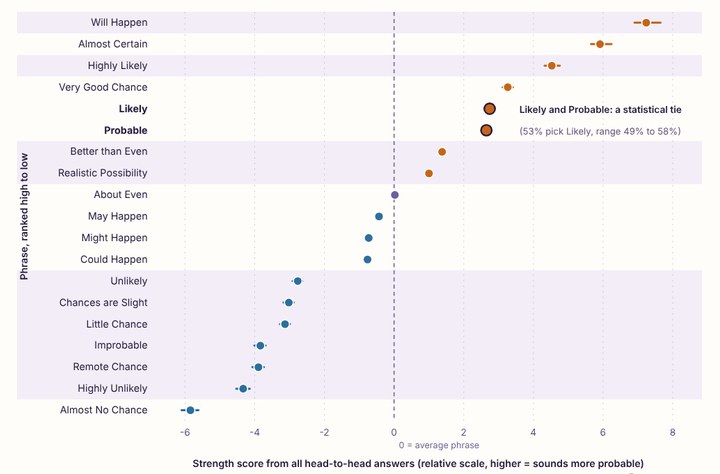 Will Happen
Almost Certain
Highly Likely
Very Good Chance
Likely
Likely and Probable: a statistical tie
Probable
(53% pick Likely, range 49% to 58%)
Better than Even
Realistic Possibility
About Even
May Happen
Might Happen
Could Happen
Unlikely
Chances are Slight
Little Chance
Improbable
Remote Chance
Highly Unlikely
Almost No Chance
Phrase, ranked high to low
-6 -4 -2 0 2 4 6 8
0 = average phrase
Strength score from all head-to-head answers (relative scale, higher = sounds more probable)